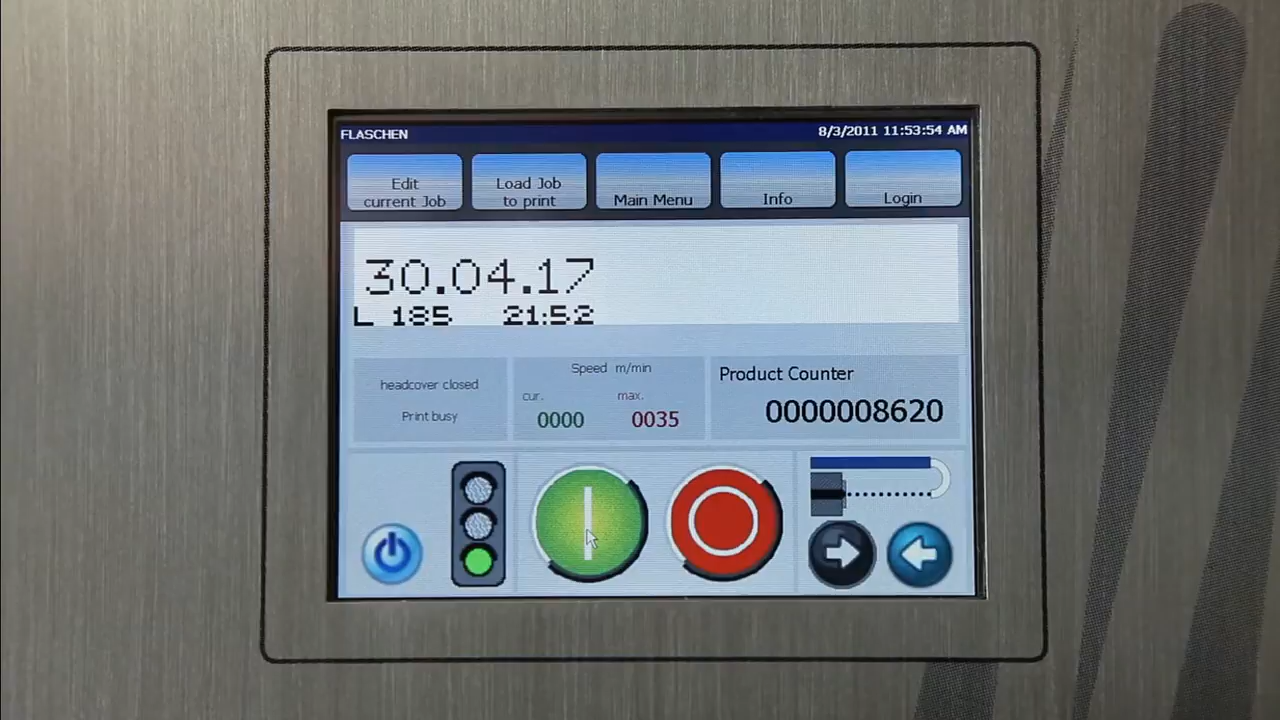 FLASCHEN 8/3/2011 11:53:54 AM
Edit current Job
Load Job to print
Main Menu
Info
Login
30.04.17
L 185 21:52
headcover closed
Print busy
Speed m/min
cur. max.
0000 0035
Product Counter
0000008620